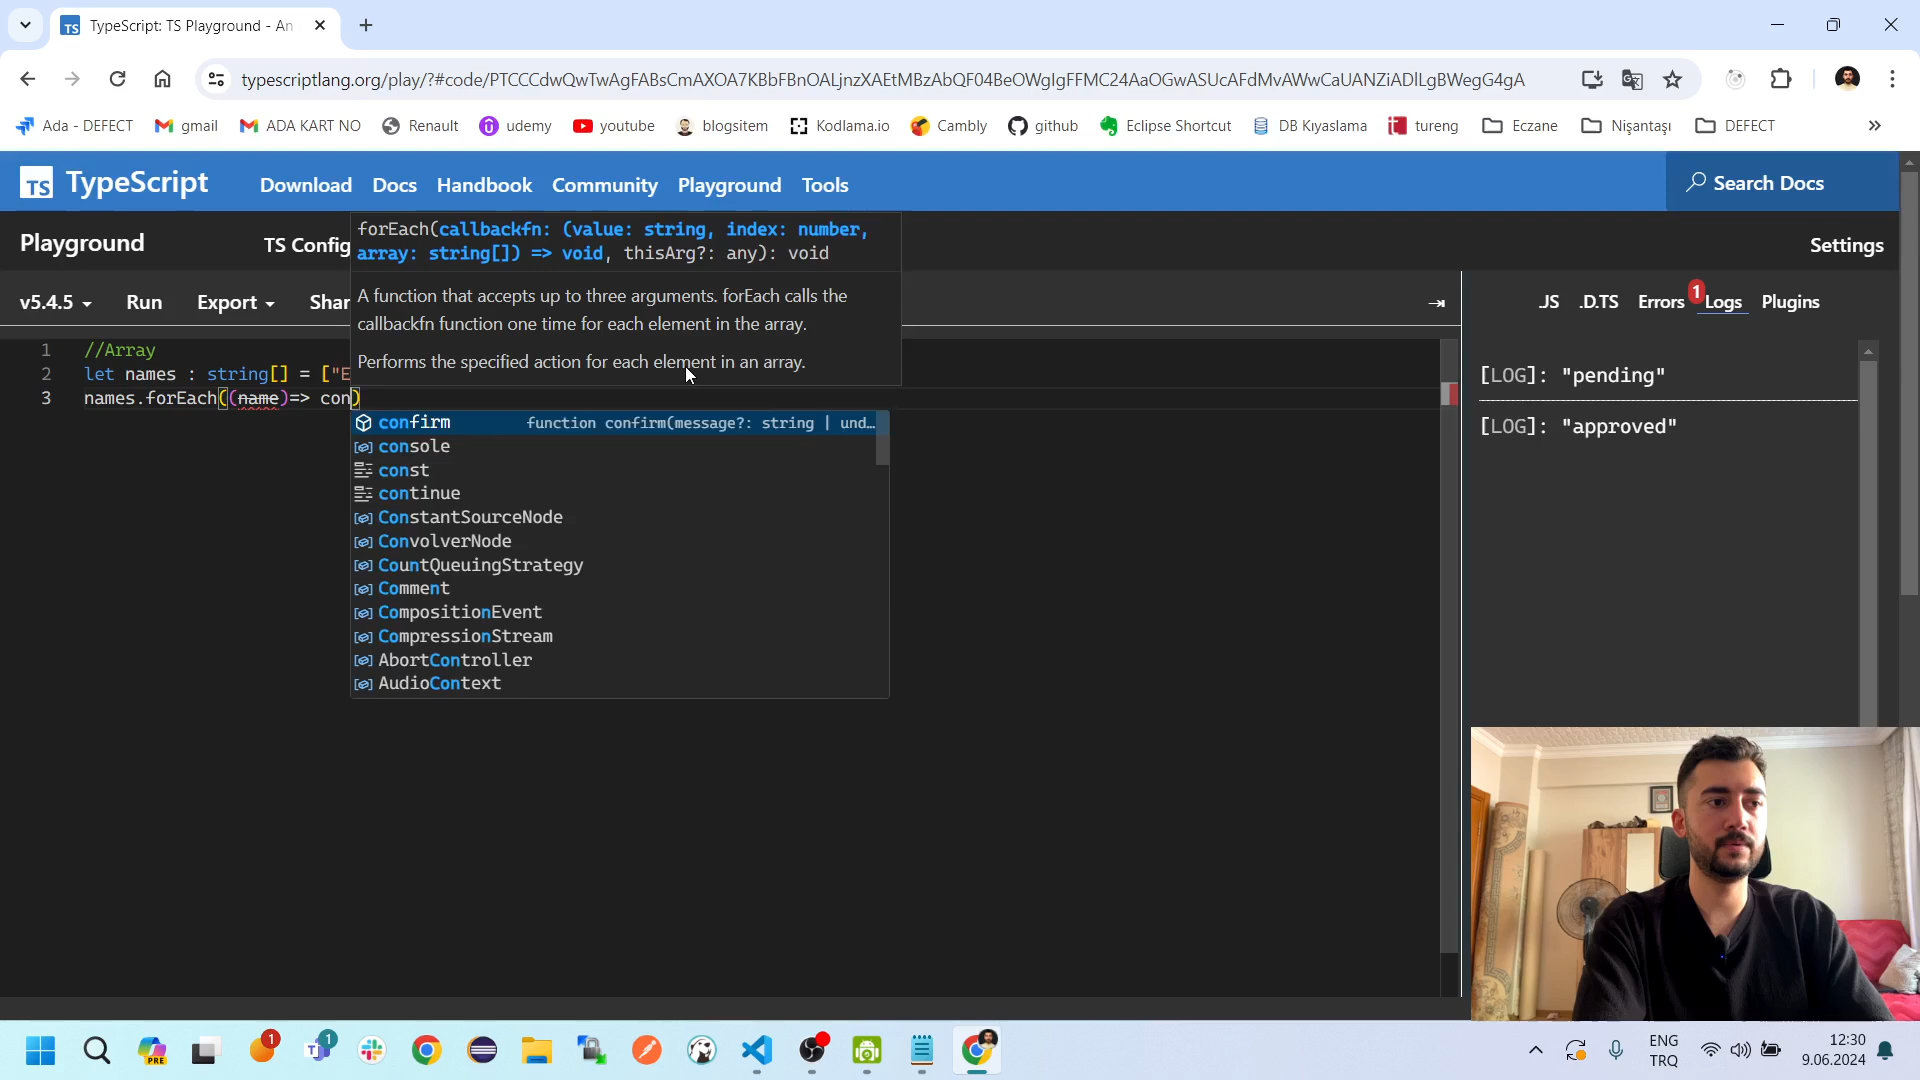 TypeScript: TS Playground - An
typescriptlang.org/play/?#code/PTCCCdwQwTwAgFABsCmAXOA7KBbFBnOALjnzXAEtMBzAbQF04BeOWgIgFFMC24AaOGwASUcAFdMvAWwCaUANZiADlLgBWegG4gA
Ada - DEFECT
gmail
ADA KART NO
Renault
udemy
youtube
blogsitem
Kodlama.io
Cambly
github
Eclipse Shortcut
DB Kıyaslama
tureng
Eczane
Nişantaşı
DEFECT
TS TypeScript
Download
Docs
Handbook
Community
Playground
Tools
Search Docs
Playground
TS Config
Settings
forEach(callbackfn: (value: string, index: number,
array: string[]) => void, thisArg?: any): void
A function that accepts up to three arguments. forEach calls the
callbackfn function one time for each element in the array.
Performs the specified action for each element in an array.
v5.4.5
Run
Export
Shar
.JS
.D.TS
Errors
1
Logs
Plugins
1 //Array
2 let names : string[] = ["E
3 names.forEach((name)=> con)
confirm function confirm(message?: string | und…
console
const
continue
ConstantSourceNode
ConvolverNode
CountQueuingStrategy
Comment
CompositionEvent
CompressionStream
AbortController
AudioContext
[LOG]: "pending"
[LOG]: "approved"
PRE
1
1
ENG
TRQ
12:30
9.06.2024